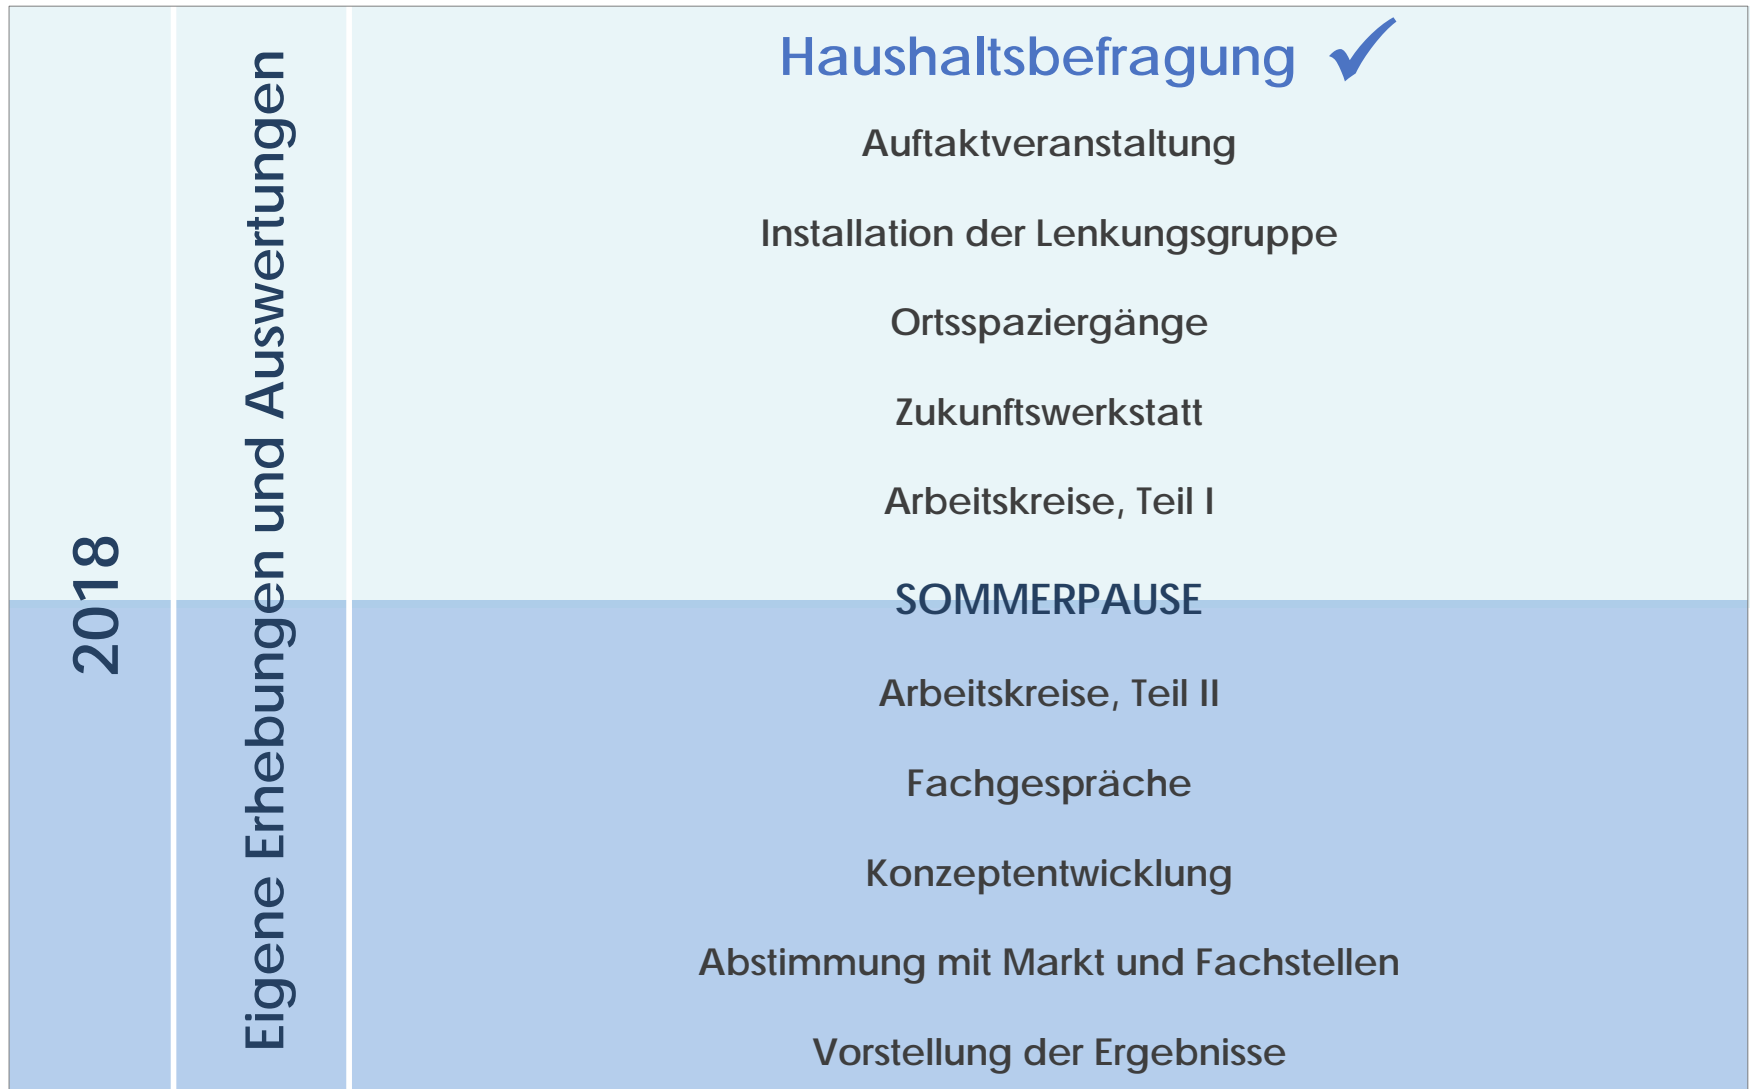 2018
Eigene Erhebungen und Auswertungen
Haushaltsbefragung ✓
Auftaktveranstaltung
Installation der Lenkungsgruppe
Ortsspaziergänge
Zukunftswerkstatt
Arbeitskreise, Teil I
SOMMERPAUSE
Arbeitskreise, Teil II
Fachgespräche
Konzeptentwicklung
Abstimmung mit Markt und Fachstellen
Vorstellung der Ergebnisse